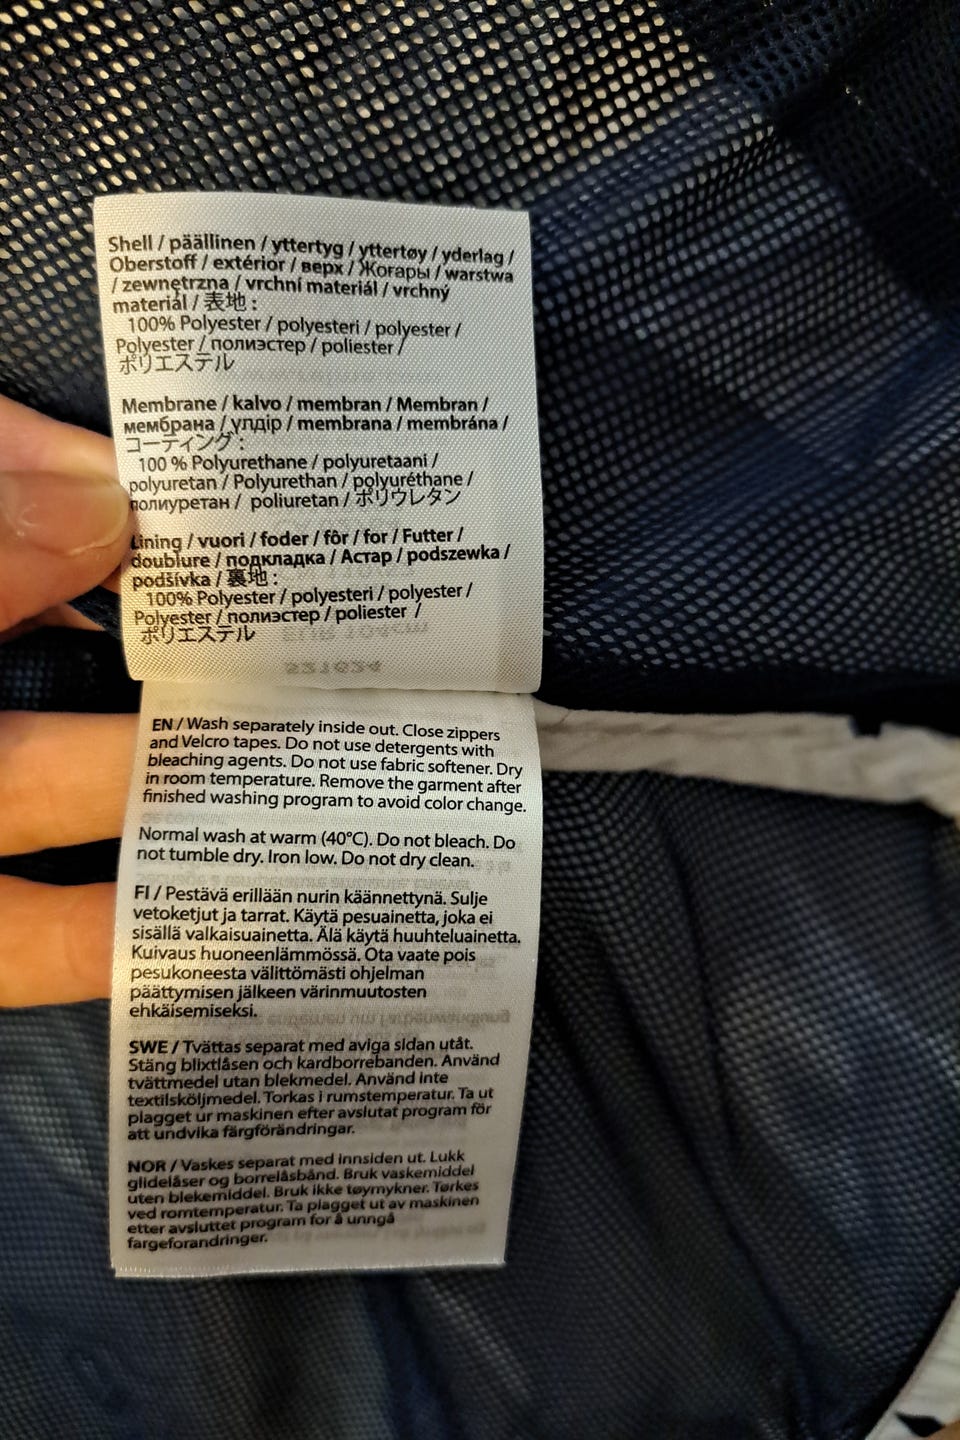 Shell / päällinen / yttertyg / yttertøy / yderlag /
Oberstoff / extérior / верх / Жоғары / warstwa
/ zewnętrzna / vrchní materiál / vrchný
materiál / 表地 :
100% Polyester / polyesteri / polyester /
Polyester / полиэстер / poliester /
ポリエステル
Membrane / kalvo / membran / Membran /
мембрана / үлдір / membrana / membrána /
コーティング :
100 % Polyurethane / polyuretaani /
polyuretan / Polyurethan / polyuréthane /
полиуретан / poliuretan / ポリウレタン
Lining / vuori / foder / fôr / for / Futter /
doublure / подкладка / Астар / podszewka /
podšívka / 裏地 :
100% Polyester / polyesteri / polyester /
Polyester / полиэстер / poliester /
ポリエステル
EUR 104cm
521624
EN / Wash separately inside out. Close zippers
and Velcro tapes. Do not use detergents with
bleaching agents. Do not use fabric softener. Dry
in room temperature. Remove the garment after
finished washing program to avoid color change.
Normal wash at warm (40°C). Do not bleach. Do
not tumble dry. Iron low. Do not dry clean.
FI / Pestävä erillään nurin käännettynä. Sulje
vetoketjut ja tarrat. Käytä pesuainetta, joka ei
sisällä valkaisuainetta. Älä käytä huuhteluainetta.
Kuivaus huoneenlämmössä. Ota vaate pois
pesukoneesta välittömästi ohjelman
päättymisen jälkeen värinmuutosten
ehkäisemiseksi.
SWE / Tvättas separat med aviga sidan utåt.
Stäng blixtlåsen och kardborrebanden. Använd
tvättmedel utan blekmedel. Använd inte
textilsköljmedel. Torkas i rumstemperatur. Ta ut
plagget ur maskinen efter avslutat program för
att undvika färgförändringar.
NOR / Vaskes separat med innsiden ut. Lukk
glidelåser og borrelåsbånd. Bruk vaskemiddel
uten blekemiddel. Bruk ikke tøymykner. Tørkes
ved romtemperatur. Ta plagget ut av maskinen
etter avsluttet program for å unngå
fargeforandringer.